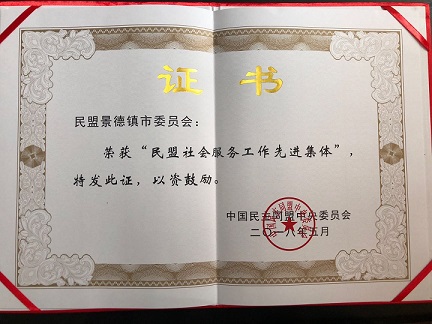 证书
民盟景德镇市委员会：
荣获“民盟社会服务工作先进集体”，
特发此证，以资鼓励。
中国民主同盟中央委员会
二〇一八年五月